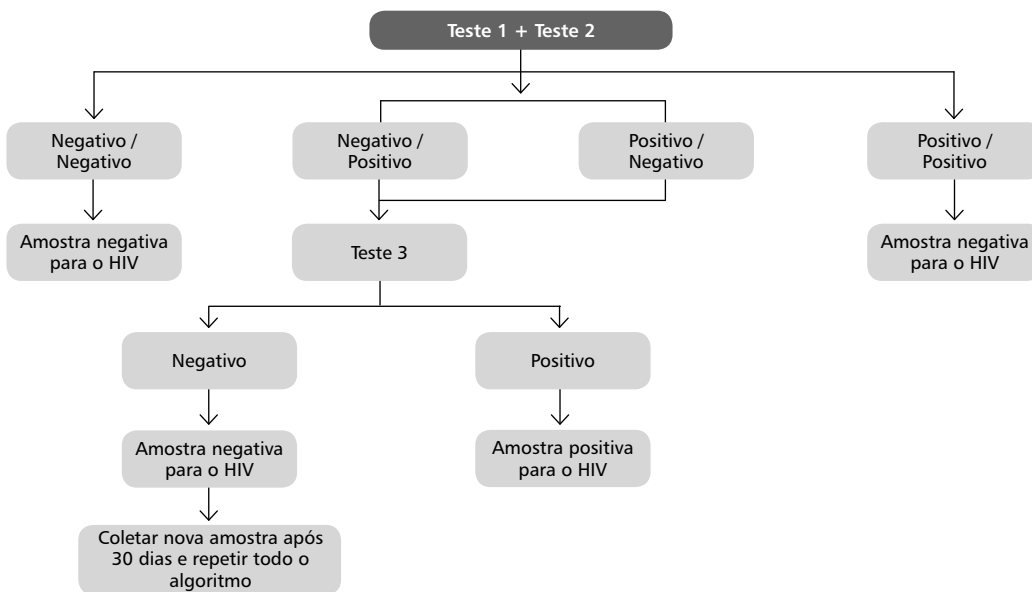 Teste 1 + Teste 2
Negativo /
Negativo
Negativo /
Positivo
Positivo /
Negativo
Positivo /
Positivo
Amostra negativa
para o HIV
Teste 3
Amostra negativa
para o HIV
Negativo
Positivo
Amostra negativa
para o HIV
Amostra positiva
para o HIV
Coletar nova amostra após
30 dias e repetir todo o
algoritmo